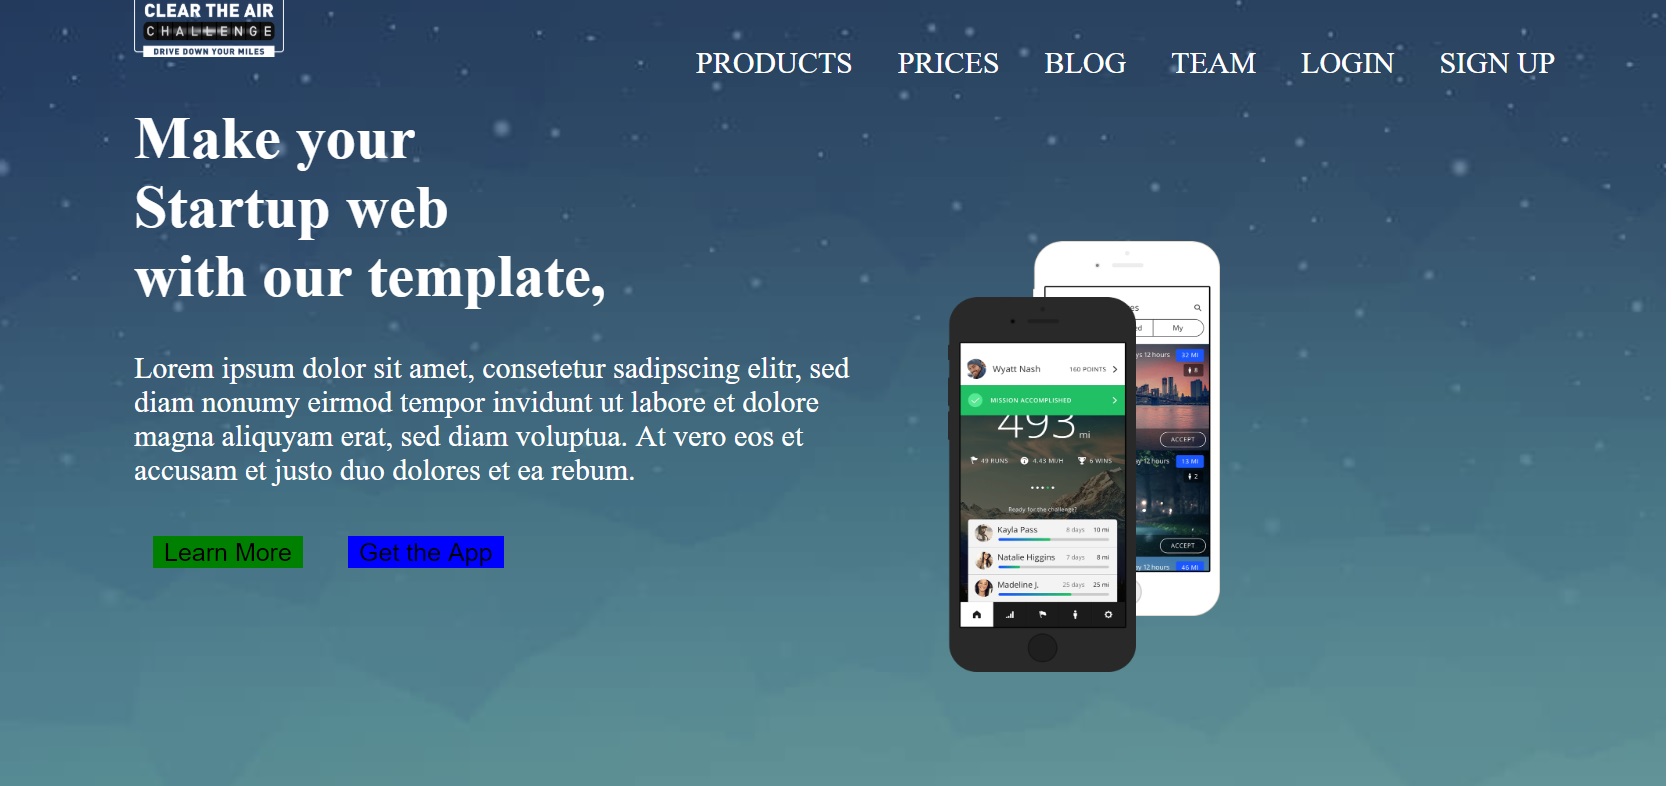 CLEAR THE AIR
CHALLENGE
DRIVE DOWN YOUR MILES
PRODUCTS PRICES BLOG TEAM LOGIN SIGN UP
Make your
Startup web
with our template,
Lorem ipsum dolor sit amet, consetetur sadipscing elitr, sed
diam nonumy eirmod tempor invidunt ut labore et dolore
magna aliquyam erat, sed diam voluptua. At vero eos et
accusam et justo duo dolores et ea rebum.
Learn More Get the App
Wyatt Nash 160 POINTS
MISSION ACCOMPLISHED
493 mi
49 RUNS 4.43 MI/H 6 WINS
Ready for the challenge?
Kayla Pass 8 days 10 mi
Natalie Higgins 7 days 8 mi
Madeline J. 25 days 25 mi
My
12 hours 32 MI
8
ACCEPT
12 hours 13 MI
2
ACCEPT
12 hours 46 MI